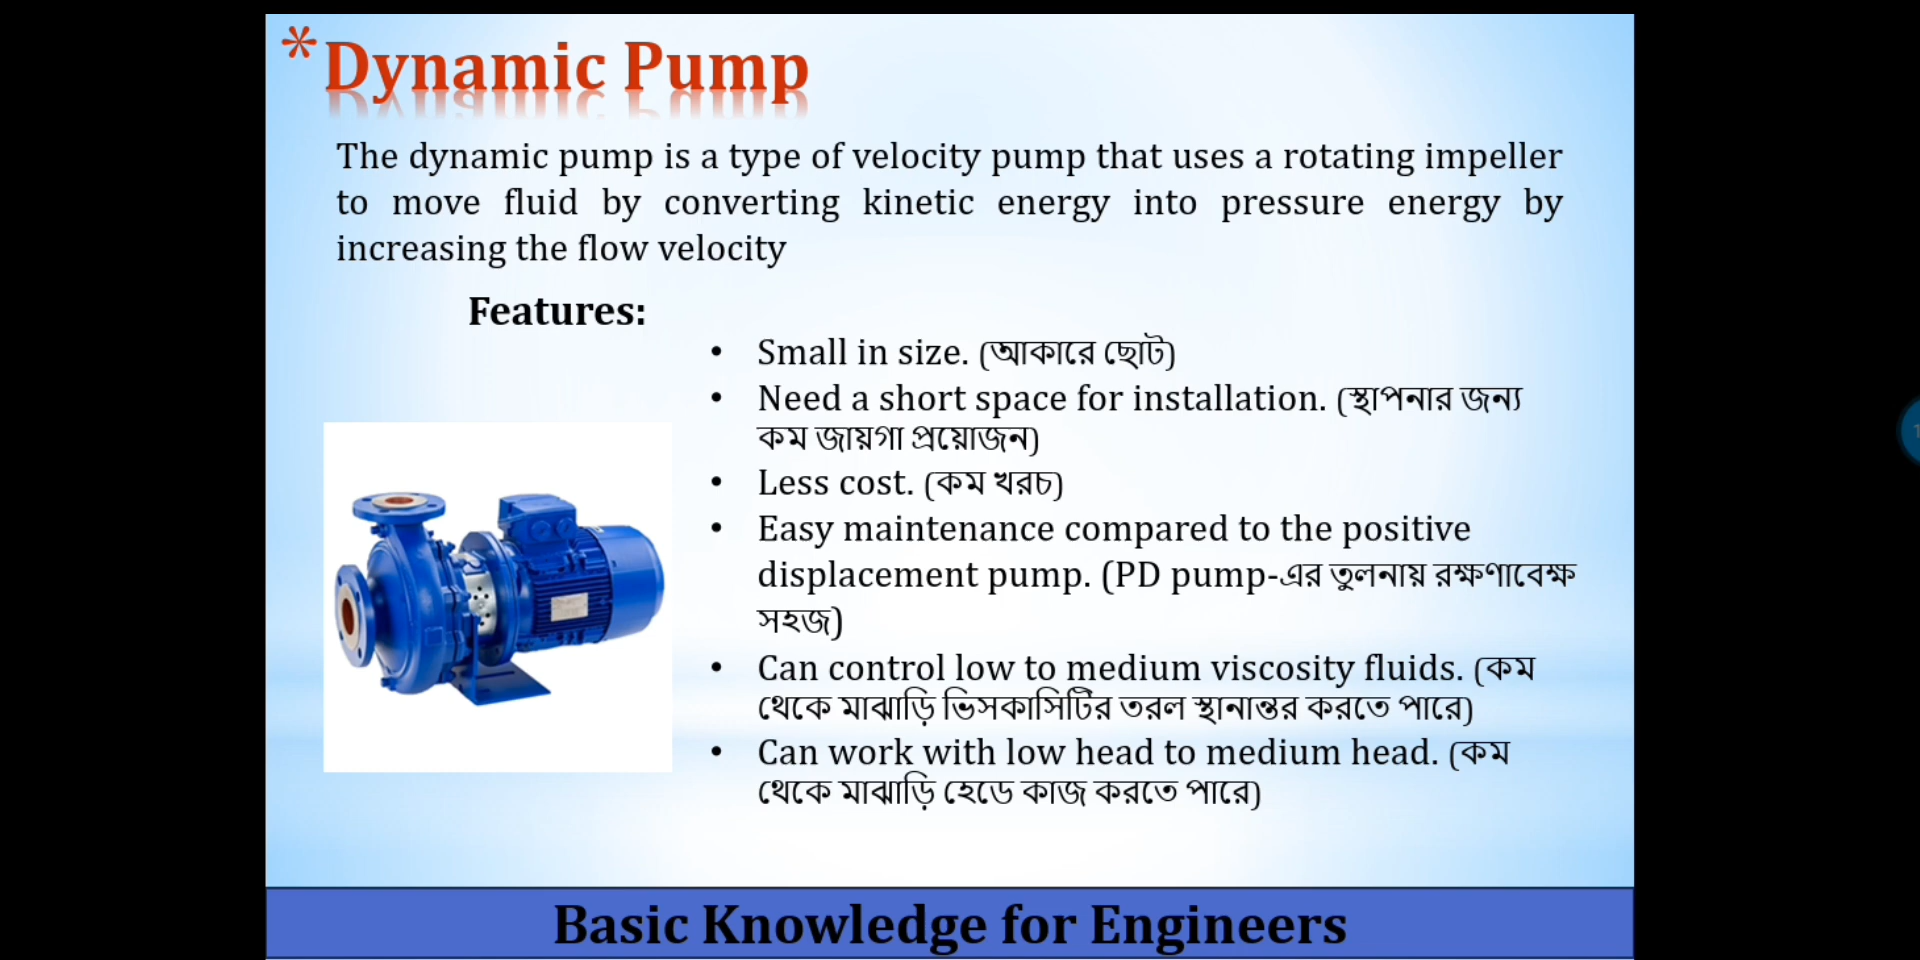 *Dynamic Pump
The dynamic pump is a type of velocity pump that uses a rotating impeller
to move fluid by converting kinetic energy into pressure energy by
increasing the flow velocity
Features:
• Small in size. (আকারে ছোট)
• Need a short space for installation. (স্থাপনার জন্য
কম জায়গা প্রয়োজন)
• Less cost. (কম খরচ)
• Easy maintenance compared to the positive
displacement pump. (PD pump-এর তুলনায় রক্ষণাবেক্ষ
সহজ)
• Can control low to medium viscosity fluids. (কম
থেকে মাঝাড়ি ভিসকাসিটির তরল স্থানান্তর করতে পারে)
• Can work with low head to medium head. (কম
থেকে মাঝাড়ি হেডে কাজ করতে পারে)
Basic Knowledge for Engineers